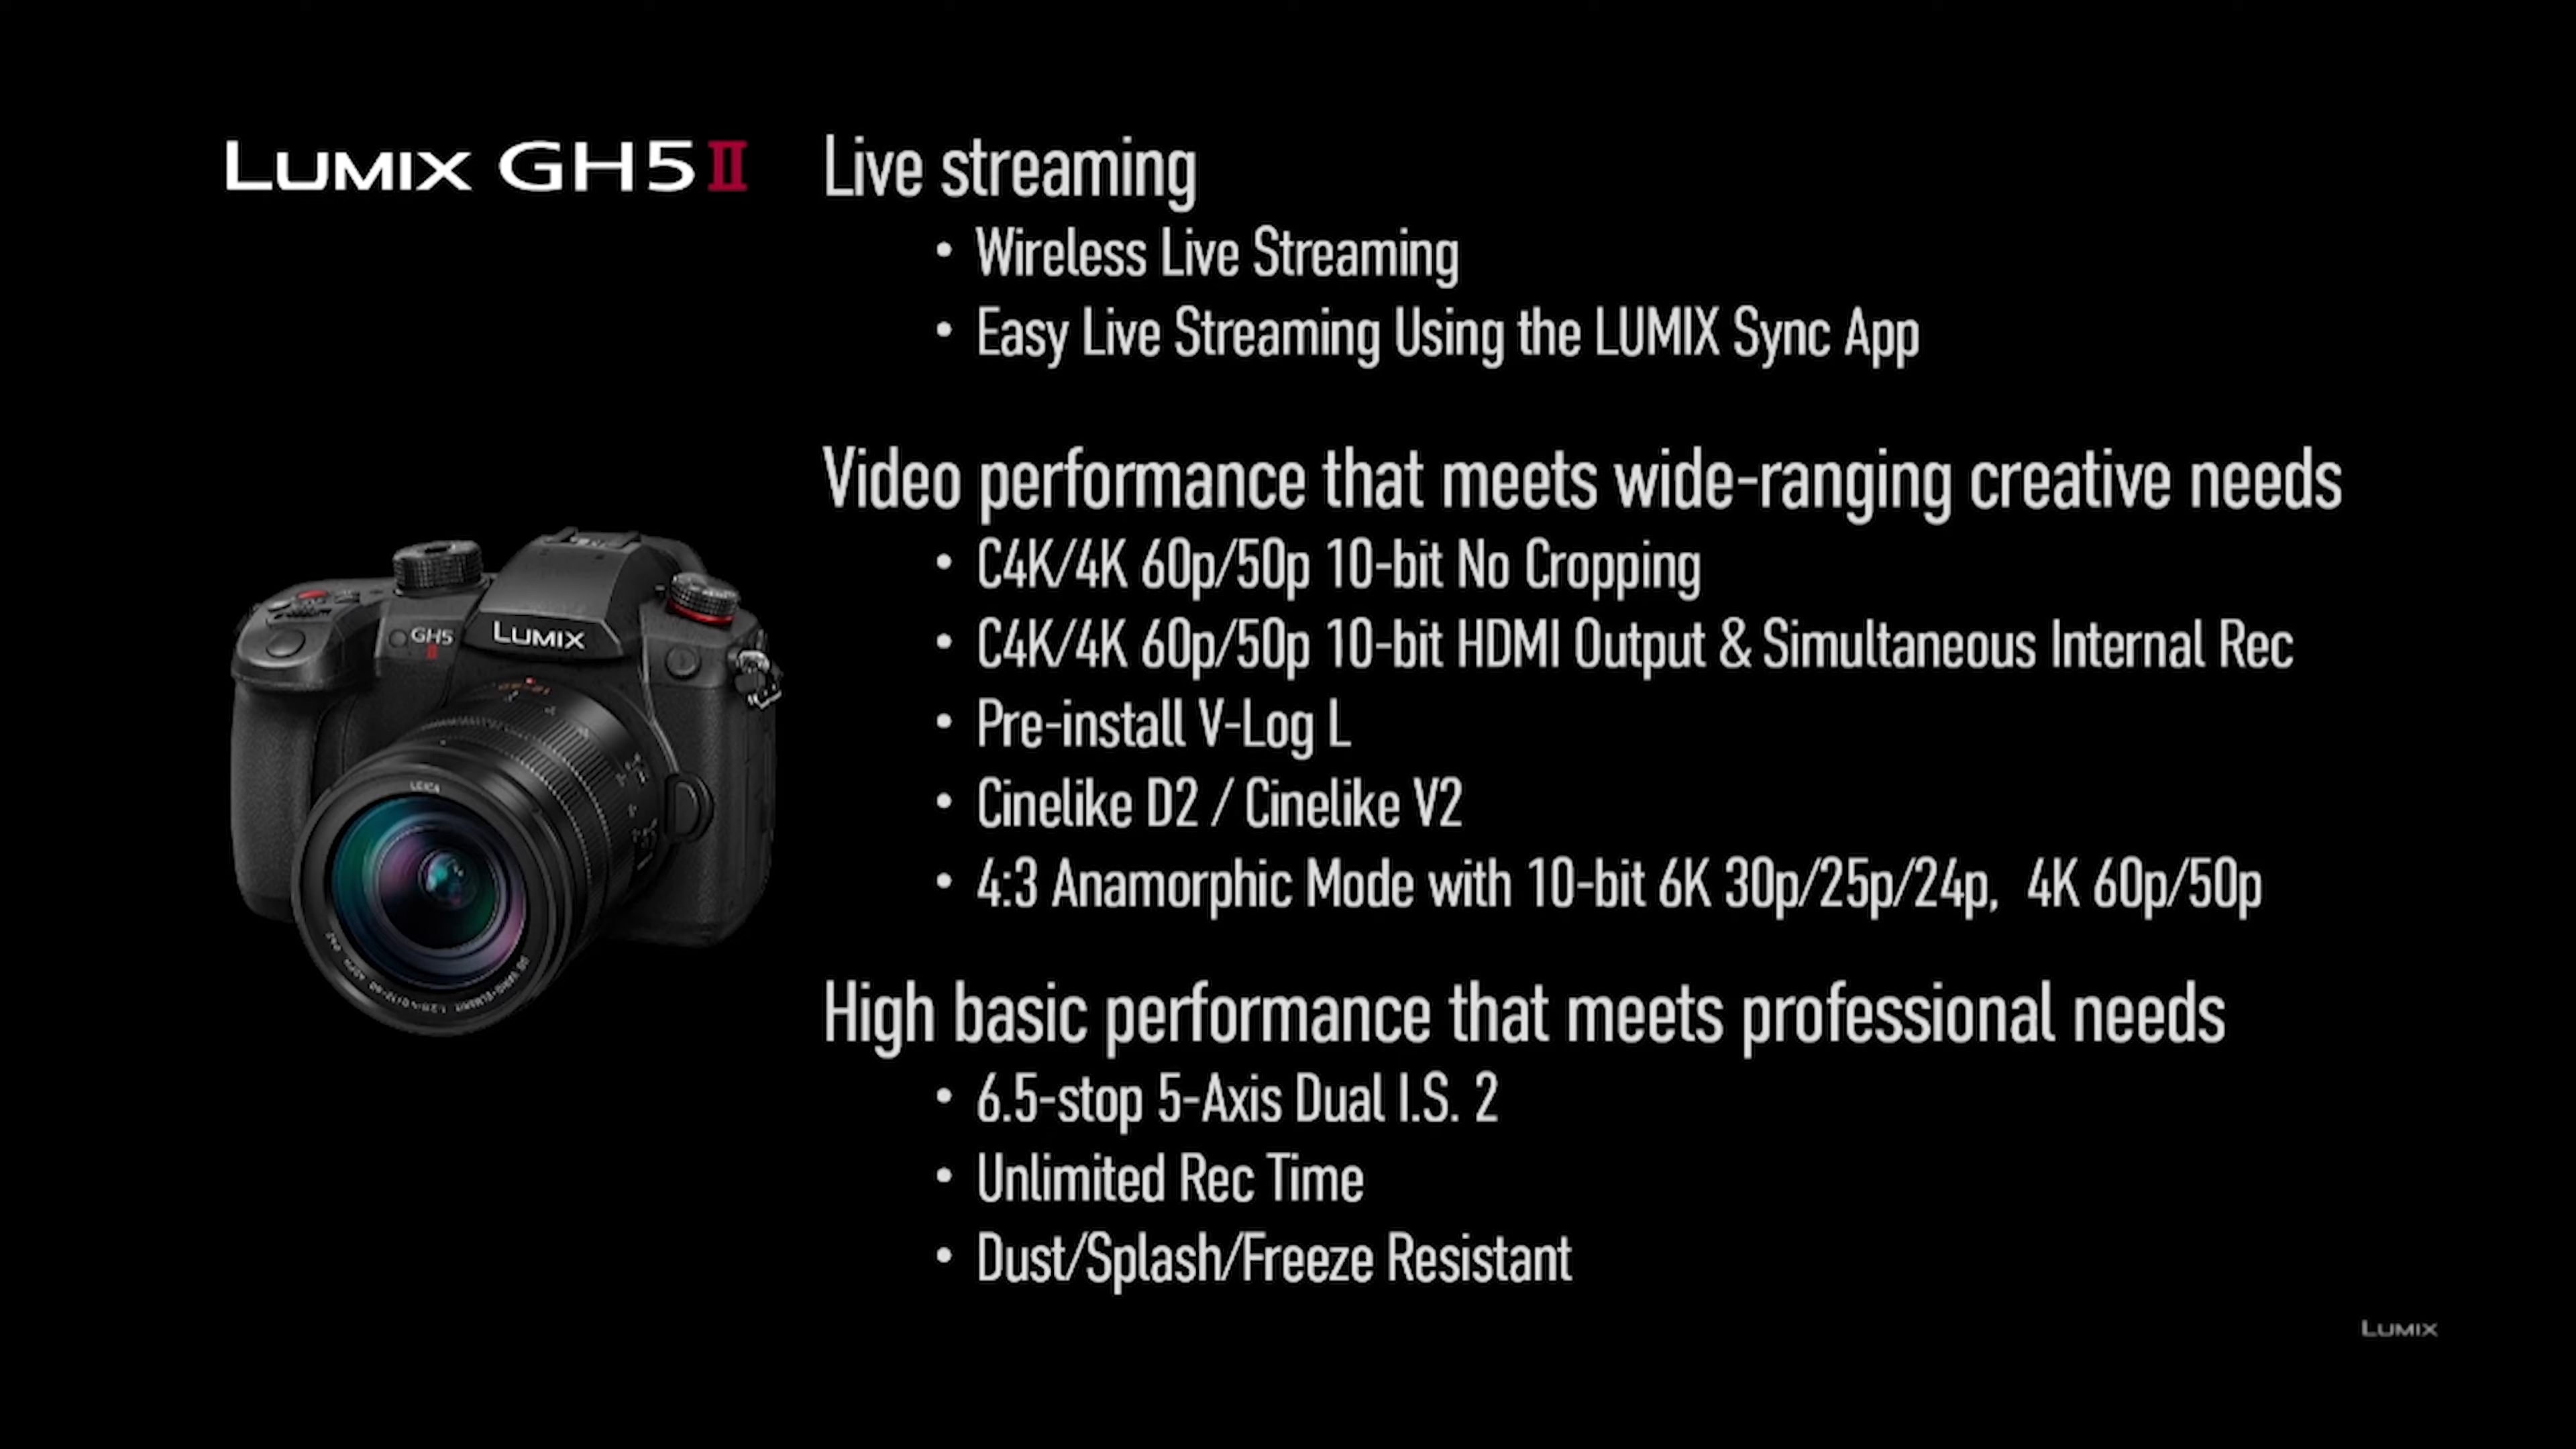 LUMIX GH5II
Live streaming
• Wireless Live Streaming
• Easy Live Streaming Using the LUMIX Sync App
Video performance that meets wide-ranging creative needs
• C4K/4K 60p/50p 10-bit No Cropping
• C4K/4K 60p/50p 10-bit HDMI Output & Simultaneous Internal Rec
• Pre-install V-Log L
• Cinelike D2 / Cinelike V2
• 4:3 Anamorphic Mode with 10-bit 6K 30p/25p/24p, 4K 60p/50p
High basic performance that meets professional needs
• 6.5-stop 5-Axis Dual I.S. 2
• Unlimited Rec Time
• Dust/Splash/Freeze Resistant
GH5
II
LUMIX
LEICA
LUMIX